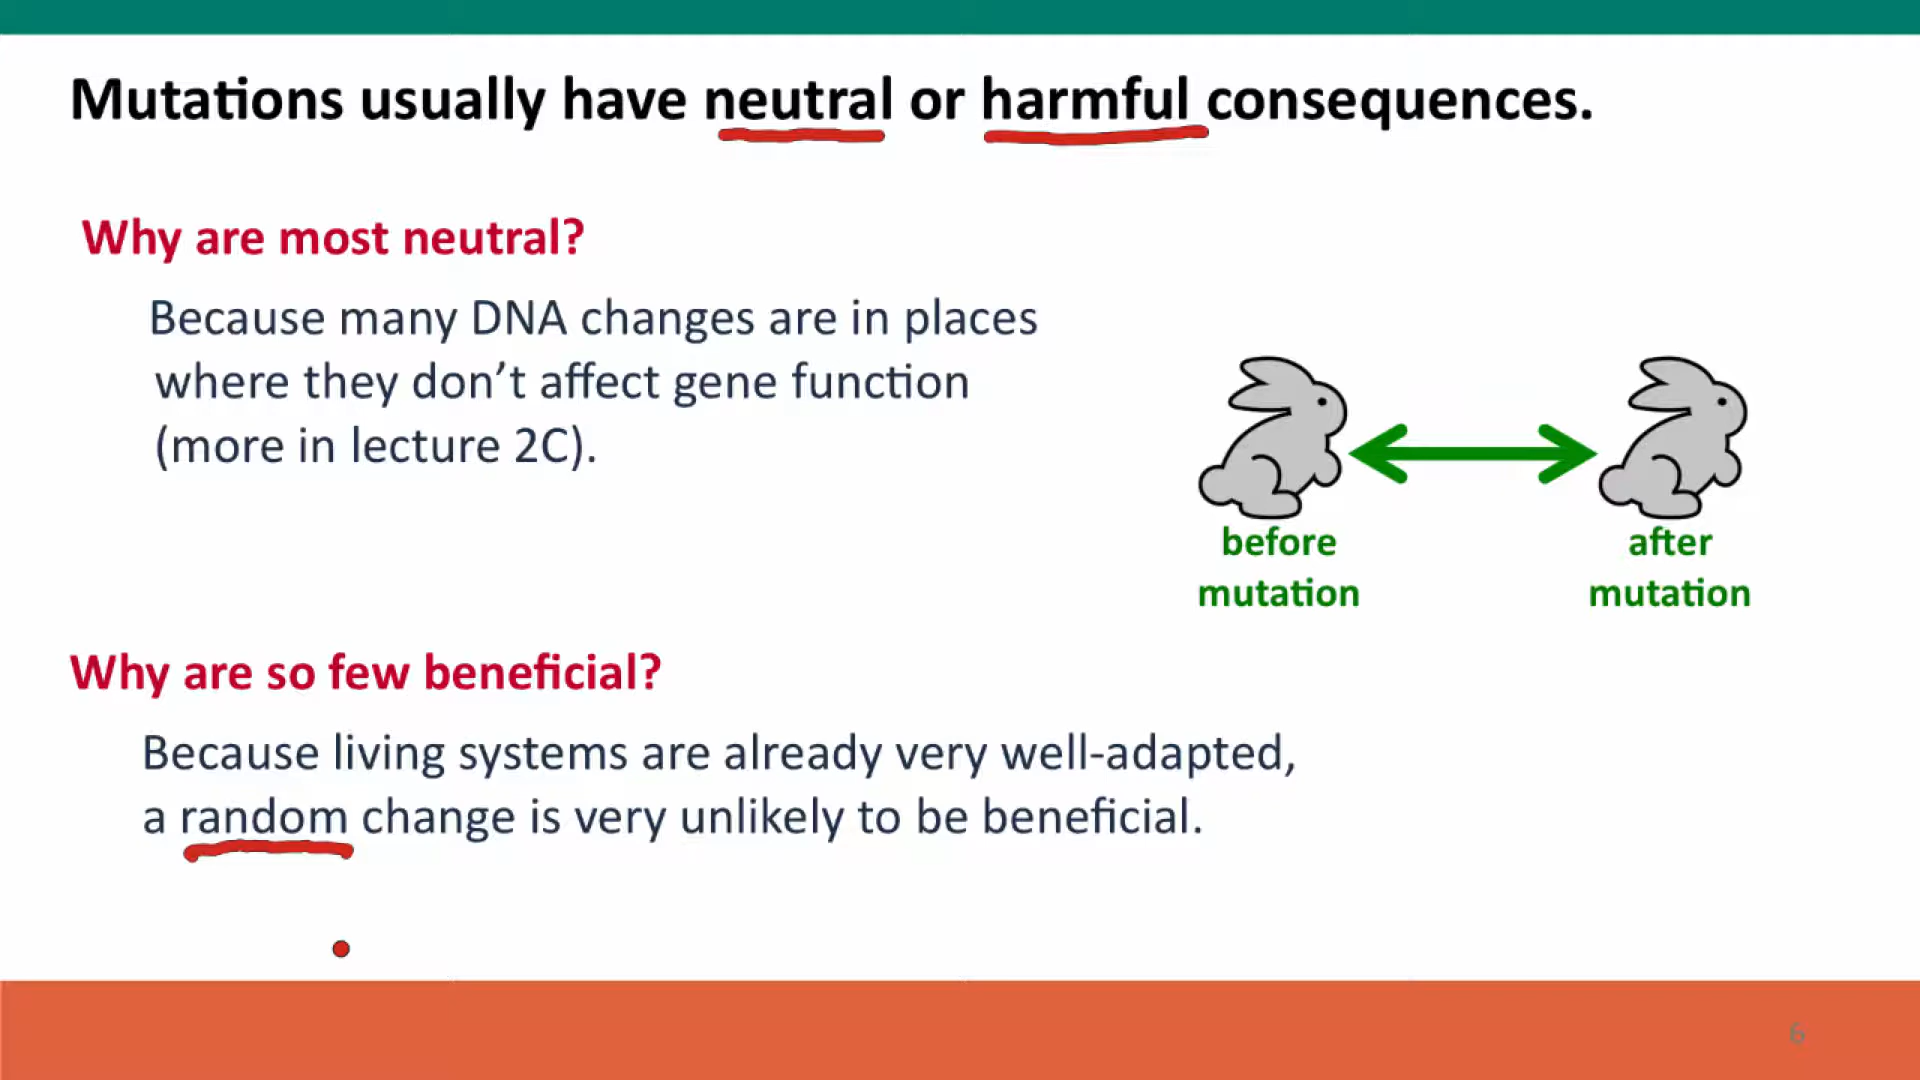 Mutations usually have neutral or harmful consequences.
Why are most neutral?
Because many DNA changes are in places
where they don’t affect gene function
(more in lecture 2C).
before
mutation
after
mutation
Why are so few beneficial?
Because living systems are already very well-adapted,
a random change is very unlikely to be beneficial.
6